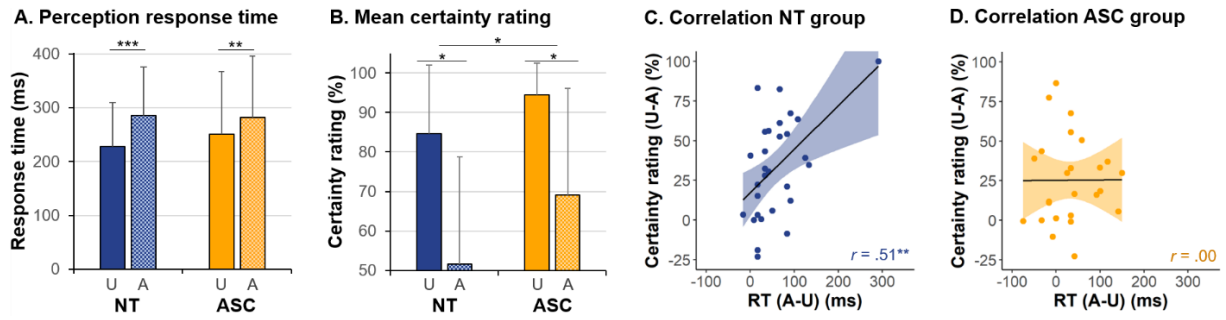 A. Perception response time
***
**
400
300
200
100
0
Response time (ms)
U A U A
NT ASC
B. Mean certainty rating
*
*
*
100
90
80
70
60
50
Certainty rating (%)
U A U A
NT ASC
C. Correlation NT group
100
75
50
25
0
-25
Certainty rating (U-A) (%)
r = .51**
-100 0 100 200 300
RT (A-U) (ms)
D. Correlation ASC group
100
75
50
25
0
-25
Certainty rating (U-A) (%)
r = .00
-100 0 100 200 300
RT (A-U) (ms)